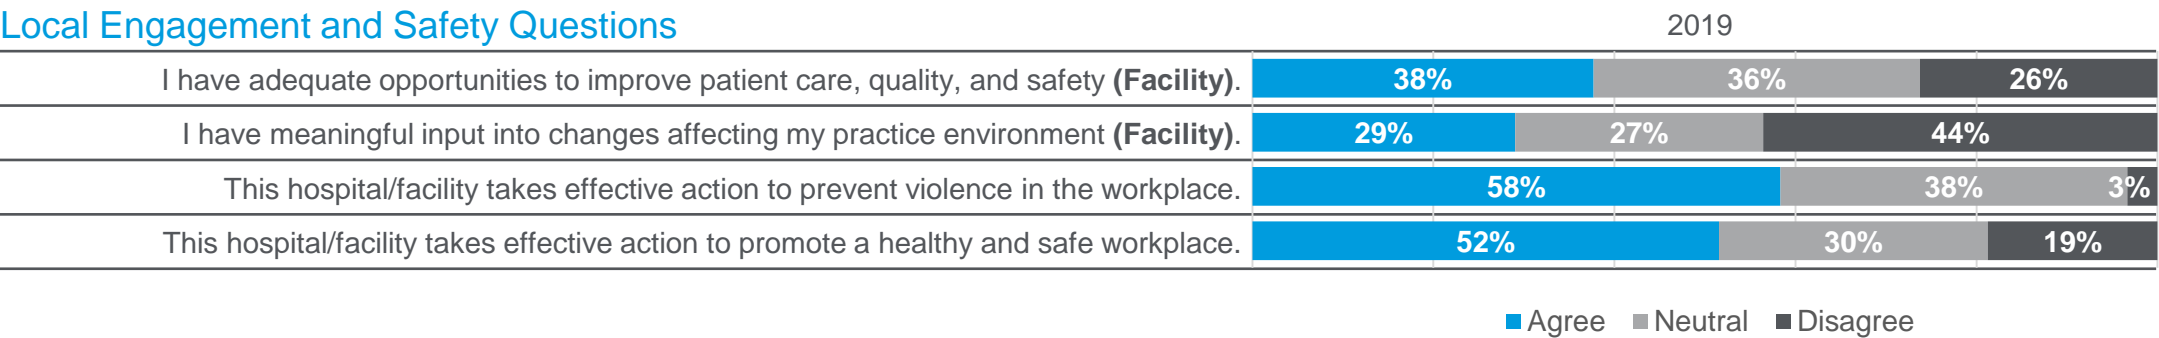 Local Engagement and Safety Questions 2019
I have adequate opportunities to improve patient care, quality, and safety (Facility). 38% 36% 26%
I have meaningful input into changes affecting my practice environment (Facility). 29% 27% 44%
This hospital/facility takes effective action to prevent violence in the workplace. 58% 38% 3%
This hospital/facility takes effective action to promote a healthy and safe workplace. 52% 30% 19%
Agree Neutral Disagree